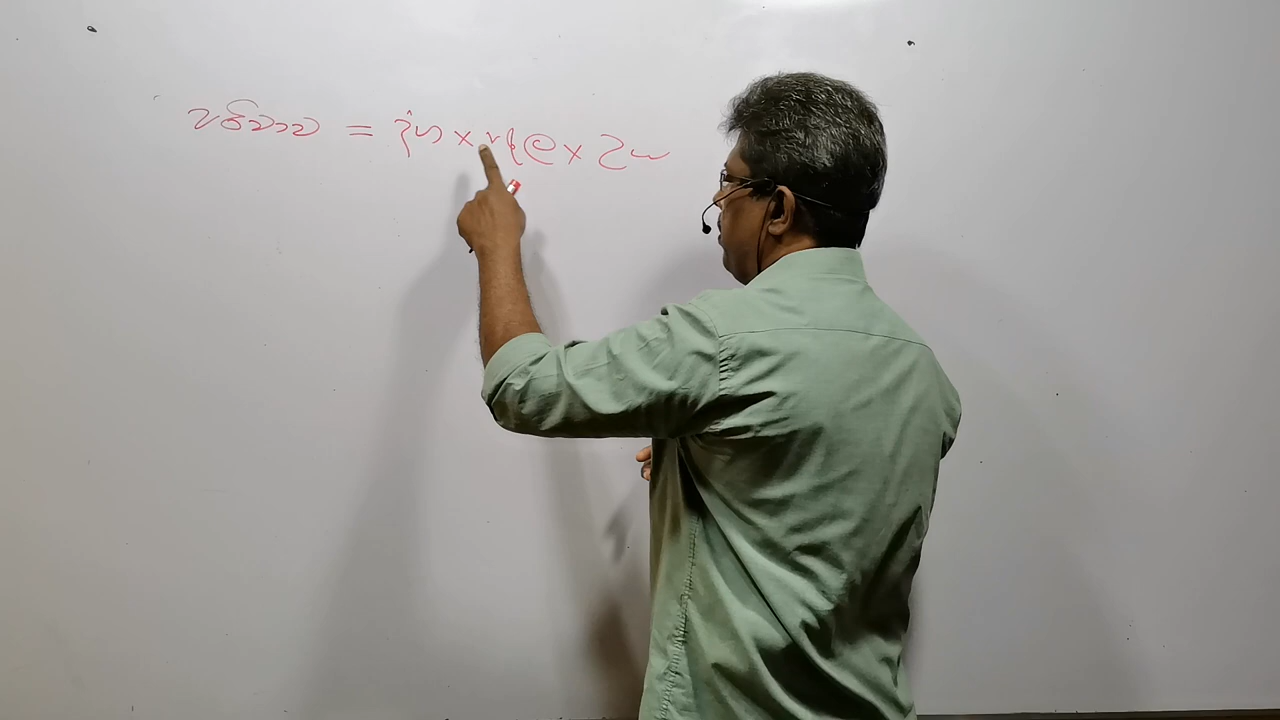 පරිමාව = දිග x පළල x උස